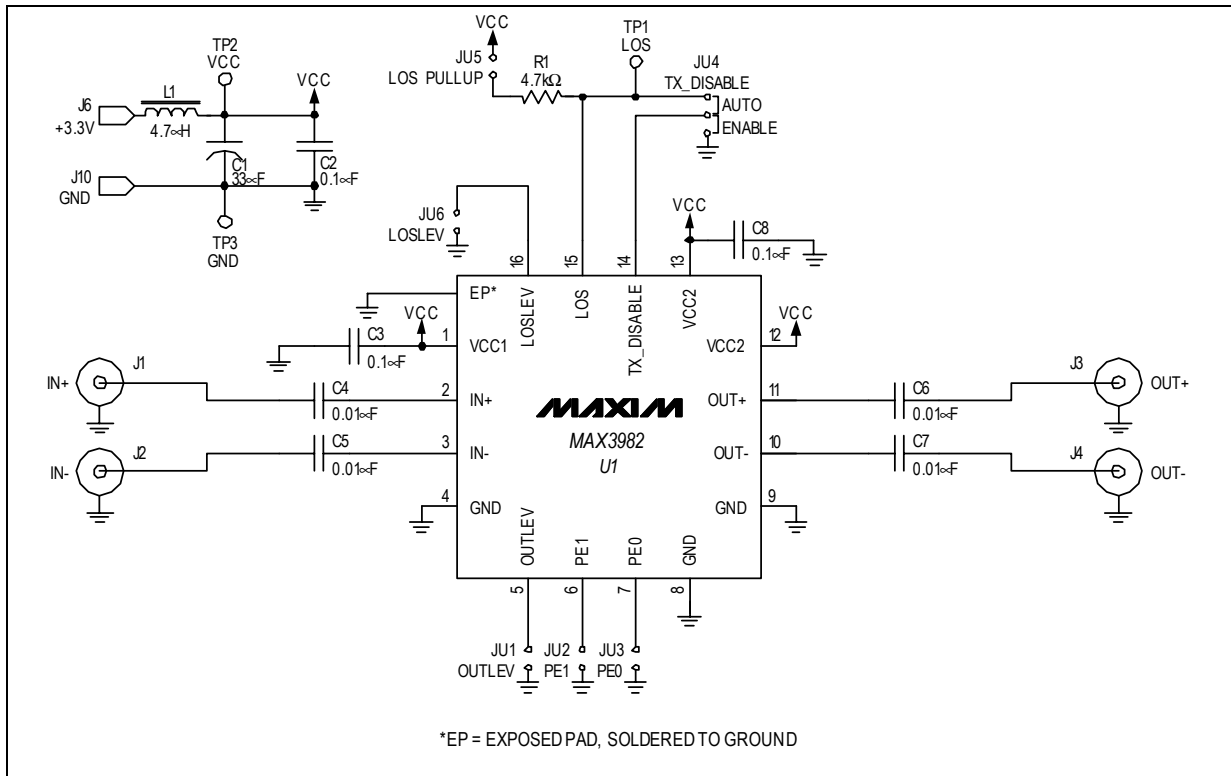 VCC
TP1
LOS
TP2
VCC
JU5
LOS PULLUP
R1
4.7kΩ
JU4
TX_DISABLE
AUTO
ENABLE
J6
+3.3V
L1
4.7∝H
VCC
C1
33∝F
C2
0.1∝F
J10
GND
TP3
GND
JU6
LOSLEV
VCC
C8
0.1∝F
16
15
14
13
EP*
LOSLEV
LOS
TX_DISABLE
VCC2
VCC
C3
0.1∝F
1
VCC1
VCC2
12
VCC
IN+
J1
C4
0.01∝F
2
IN+
MAXIM
MAX3982
U1
OUT+
11
C6
0.01∝F
J3
OUT+
IN-
J2
C5
0.01∝F
3
IN-
OUT-
10
C7
0.01∝F
J4
OUT-
4
GND
GND
9
OUTLEV
PE1
PE0
GND
5
6
7
8
JU1
OUTLEV
JU2
PE1
JU3
PE0
*EP = EXPOSED PAD, SOLDERED TO GROUND